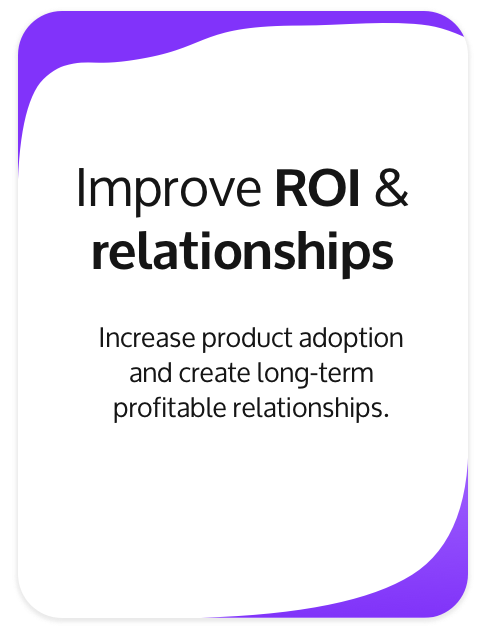 Improve ROI &
relationships
Increase product adoption
and create long-term
profitable relationships.